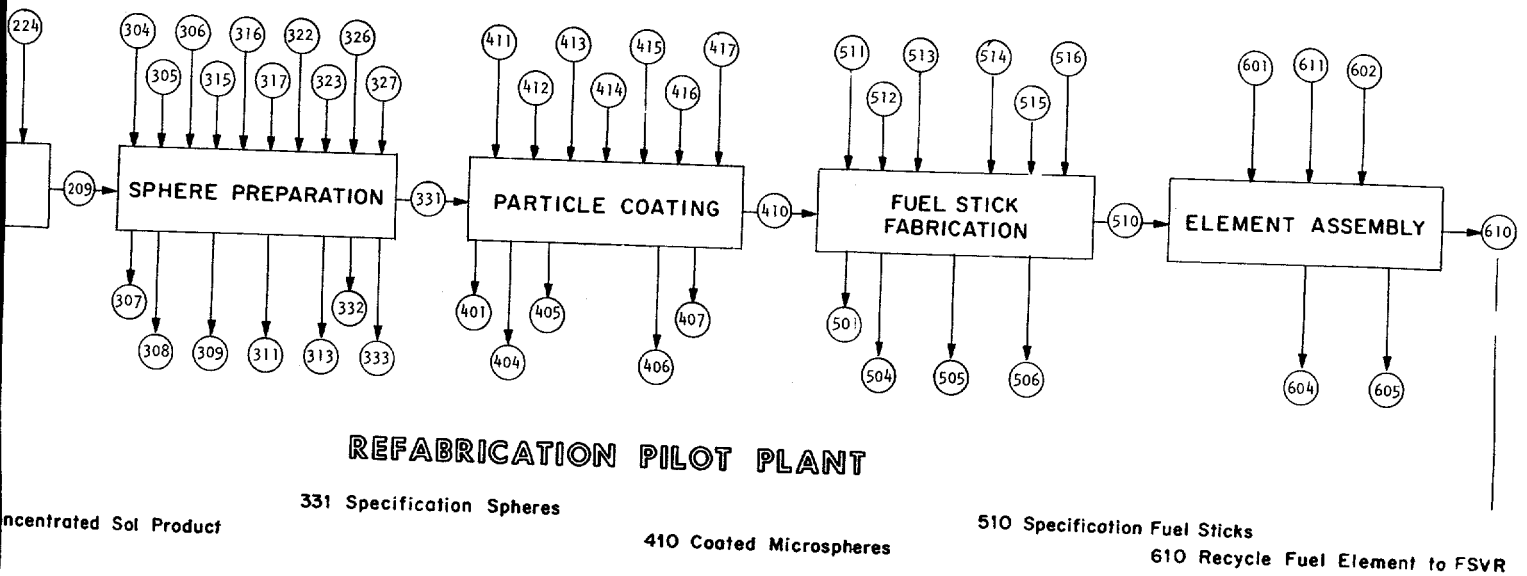 224
304 306 316 322 326
305 315 317 323 327
411 413 415 417
412 414 416
511 513 514 516
512 515
601 611 602
209 SPHERE PREPARATION 331 PARTICLE COATING 410 FUEL STICK FABRICATION 510 ELEMENT ASSEMBLY 610
307 332
308 309 311 313 333
401 405 407
404 406
501
504 505 506
604 605
REFABRICATION PILOT PLANT
331 Specification Spheres
ncentrated Sol Product
410 Coated Microspheres
510 Specification Fuel Sticks
610 Recycle Fuel Element to FSVR